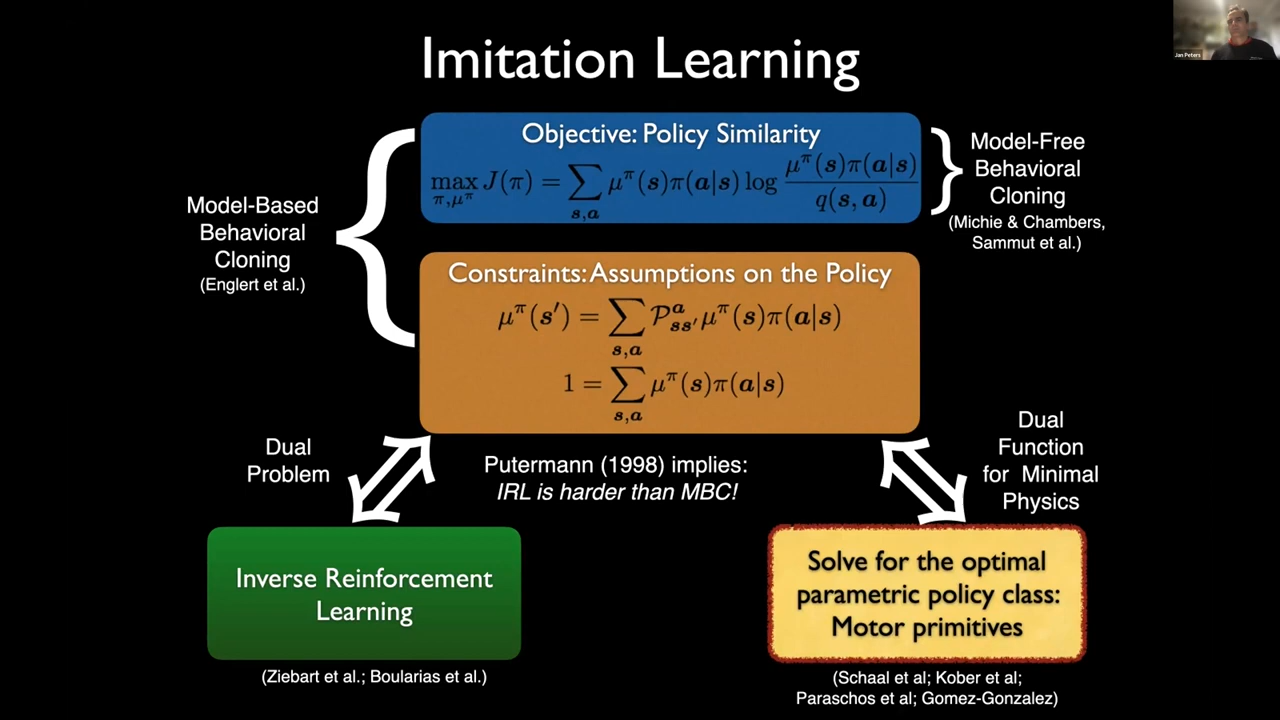 Imitation Learning
Jan Peters
Objective: Policy Similarity
max J(π) = ∑ μ^π(s)π(a|s) log μ^π(s)π(a|s) / q(s, a)
π,μ^π s,a
Model-Free
Behavioral
Cloning
(Michie & Chambers,
Sammut et al.)
Model-Based
Behavioral
Cloning
(Englert et al.)
Constraints: Assumptions on the Policy
μ^π(s′) = ∑ P^a_ss′ μ^π(s)π(a|s)
s,a
1 = ∑ μ^π(s)π(a|s)
s,a
Dual
Problem
Putermann (1998) implies:
IRL is harder than MBC!
Dual
Function
for Minimal
Physics
Inverse Reinforcement
Learning
(Ziebart et al.; Boularias et al.)
Solve for the optimal
parametric policy class:
Motor primitives
(Schaal et al; Kober et al;
Paraschos et al; Gomez-Gonzalez)